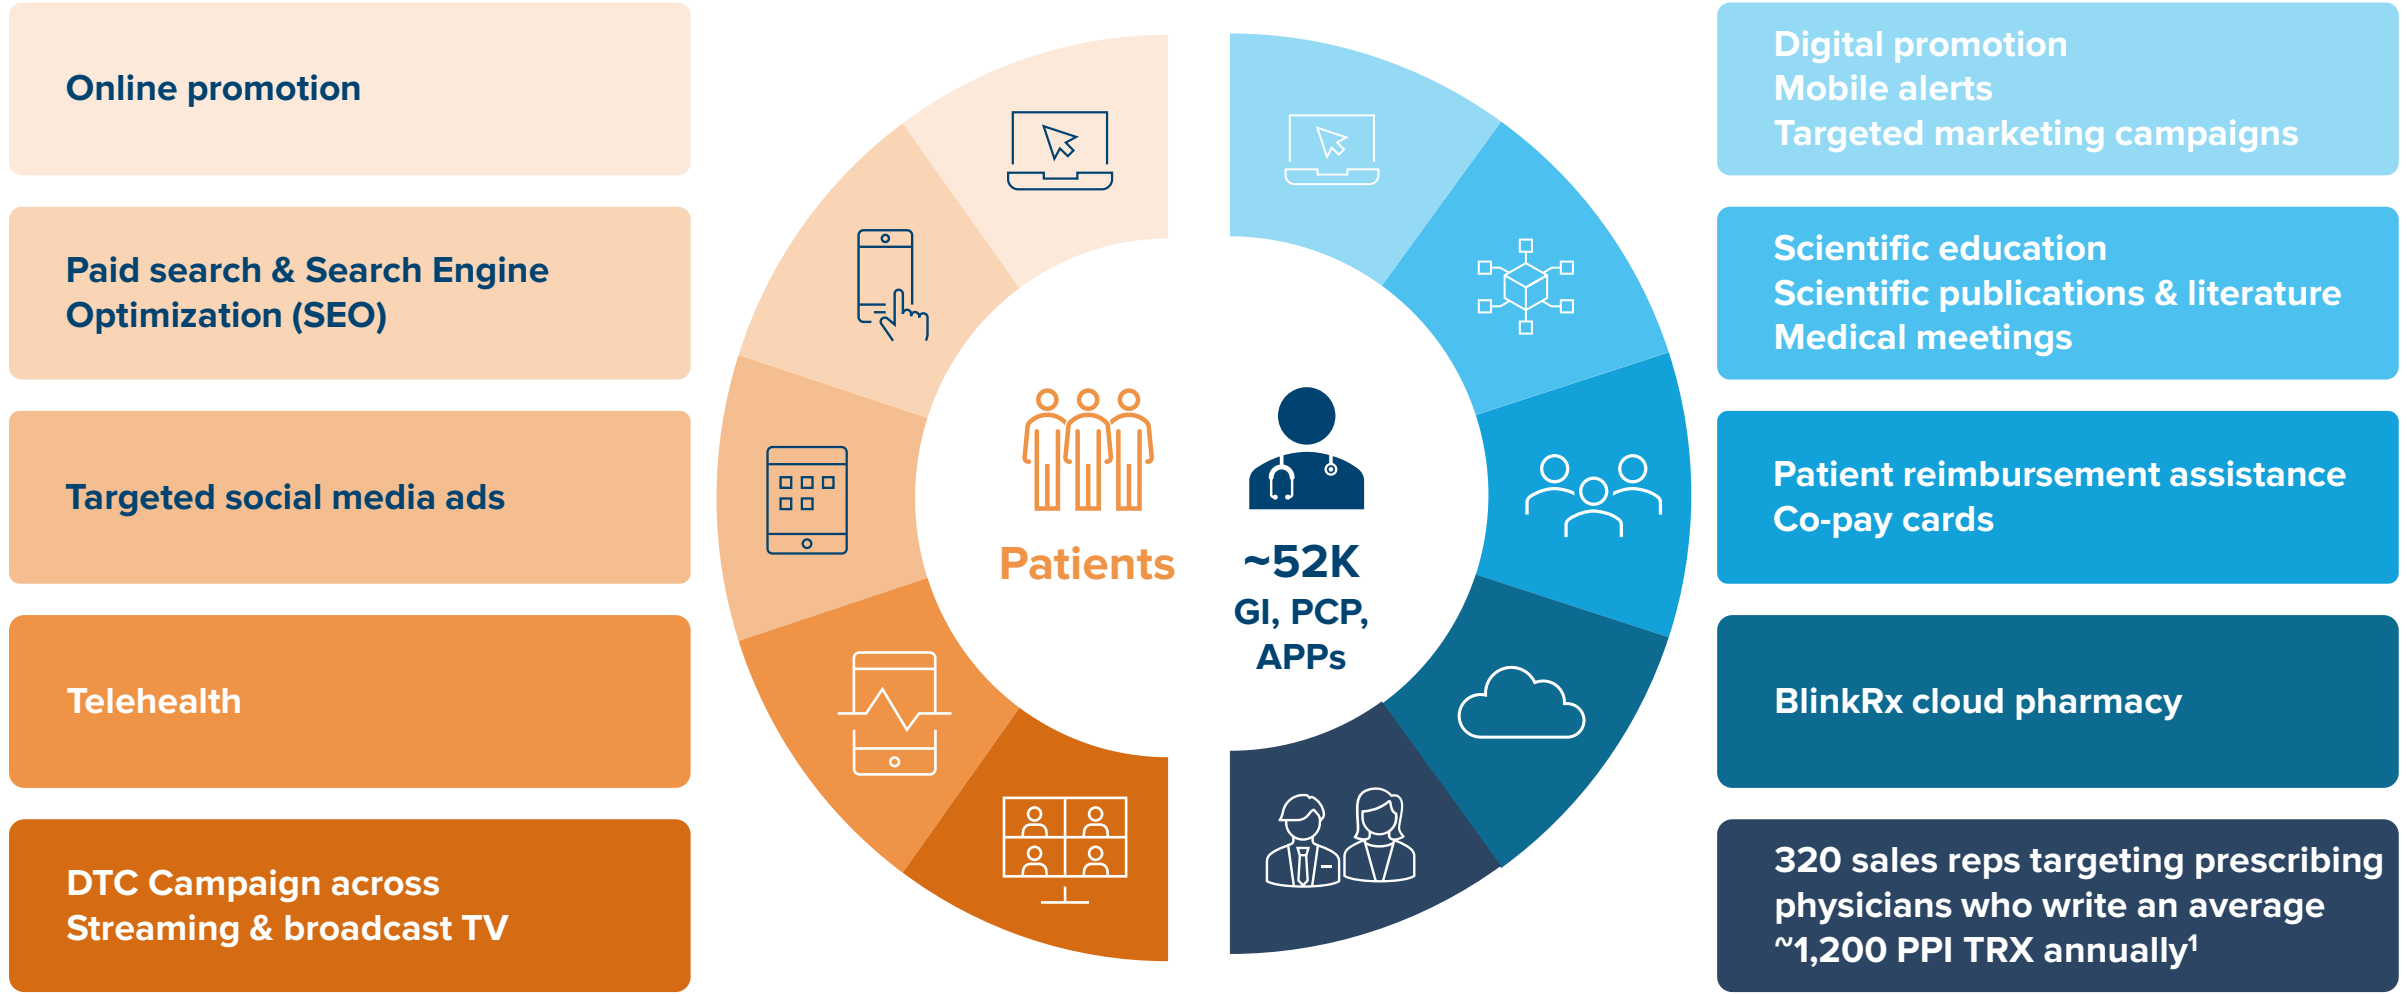 Online promotion
Paid search & Search Engine
Optimization (SEO)
Targeted social media ads
Telehealth
DTC Campaign across
Streaming & broadcast TV
Patients
~52K
GI, PCP,
APPs
Digital promotion
Mobile alerts
Targeted marketing campaigns
Scientific education
Scientific publications & literature
Medical meetings
Patient reimbursement assistance
Co-pay cards
BlinkRx cloud pharmacy
320 sales reps targeting prescribing
physicians who write an average
~1,200 PPI TRX annually¹